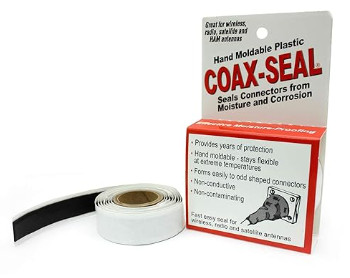 Great for wireless,
radio, satellite and
HAM antennas
Hand Moldable Plastic
COAX-SEAL®
Seals Connectors from
Moisture and Corrosion
• Provides years of protection
• Hand moldable - stays flexible
at extreme temperatures
• Forms easily to odd shaped connectors
• Non-conductive
• Non-contaminating
Fast easy seal for
wireless, radio and satellite antennas